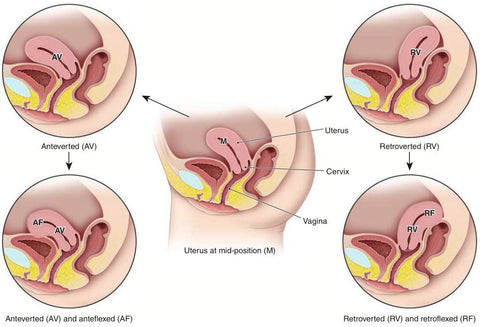 AV
RV
Anteverted (AV)
Retroverted (RV)
M
Uterus
Cervix
Vagina
Uterus at mid-position (M)
AF
AV
RF
RV
Anteverted (AV) and anteflexed (AF)
Retroverted (RV) and retroflexed (RF)